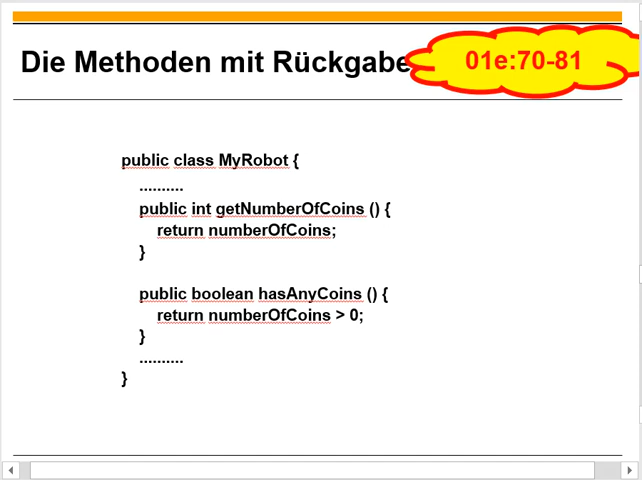 Die Methoden mit Rückgabe
01e:70-81
public class MyRobot {
..........
public int getNumberOfCoins () {
return numberOfCoins;
}
public boolean hasAnyCoins () {
return numberOfCoins > 0;
}
..........
}